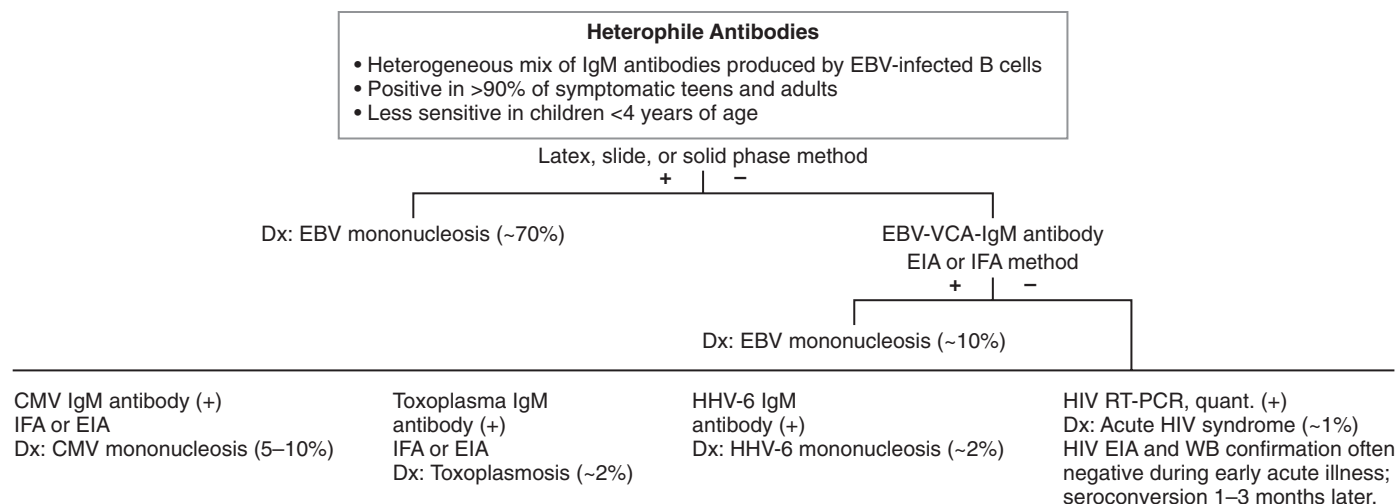 Heterophile Antibodies
• Heterogeneous mix of IgM antibodies produced by EBV-infected B cells
• Positive in >90% of symptomatic teens and adults
• Less sensitive in children <4 years of age
Latex, slide, or solid phase method
+ –
Dx: EBV mononucleosis (~70%)
EBV-VCA-IgM antibody
EIA or IFA method
+ –
Dx: EBV mononucleosis (~10%)
CMV IgM antibody (+)
IFA or EIA
Dx: CMV mononucleosis (5–10%)
Toxoplasma IgM
antibody (+)
IFA or EIA
Dx: Toxoplasmosis (~2%)
HHV-6 IgM
antibody (+)
Dx: HHV-6 mononucleosis (~2%)
HIV RT-PCR, quant. (+)
Dx: Acute HIV syndrome (~1%)
HIV EIA and WB confirmation often
negative during early acute illness;
seroconversion 1–3 months later.